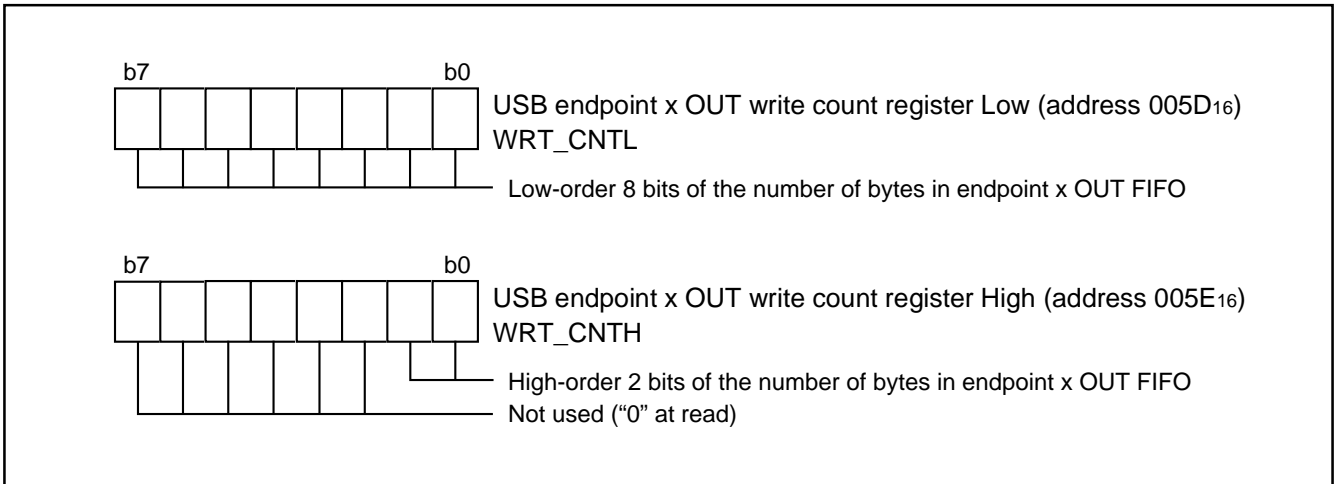 b7 b0
USB endpoint x OUT write count register Low (address 005D16)
WRT_CNTL
Low-order 8 bits of the number of bytes in endpoint x OUT FIFO
b7 b0
USB endpoint x OUT write count register High (address 005E16)
WRT_CNTH
High-order 2 bits of the number of bytes in endpoint x OUT FIFO
Not used (“0” at read)